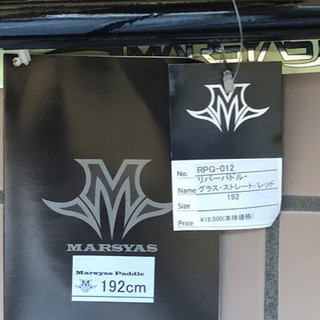 MARSYAS
M
MARSYAS
Marsyas Paddle
192cm
M
No. RPG-012
リバーパドル・
Name グラス・ストレート/レッド
Size 192
Price ¥19,500(本体価格)